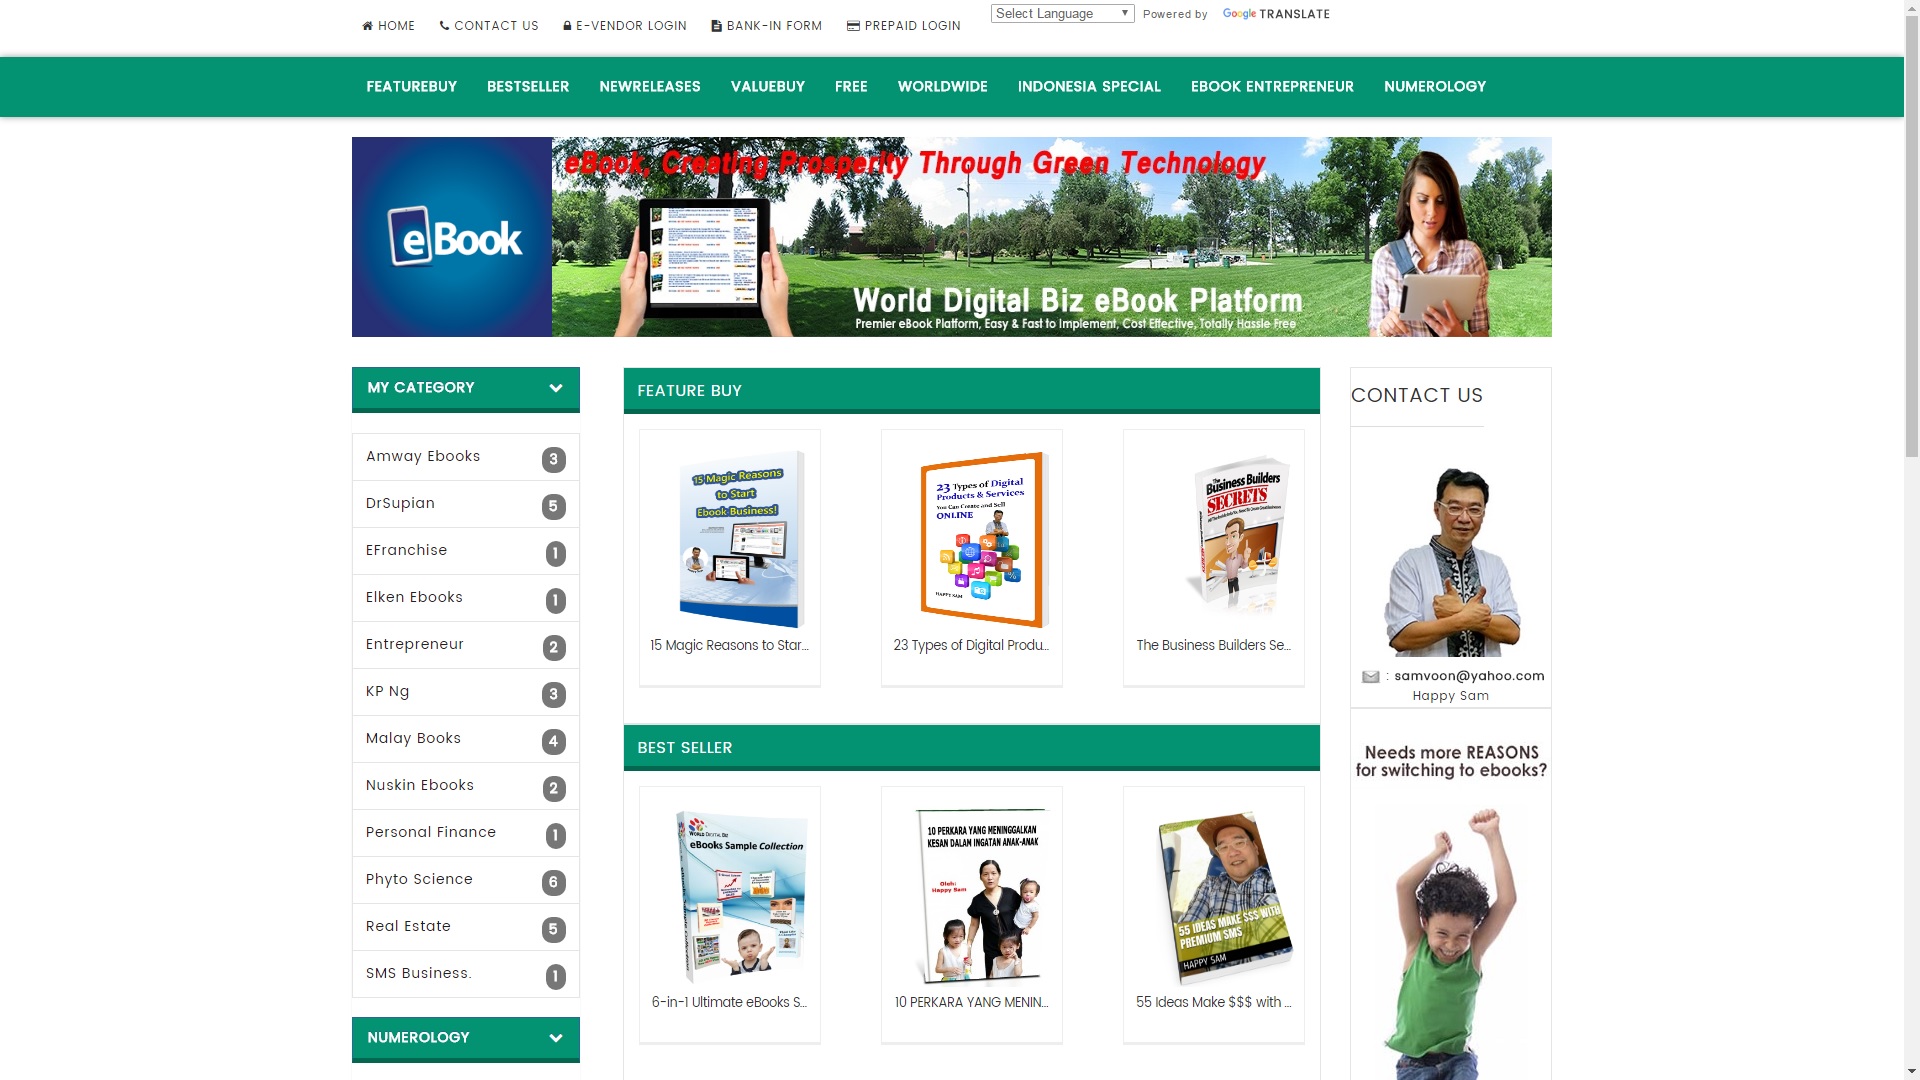 HOME
CONTACT US
E-VENDOR LOGIN
BANK-IN FORM
PREPAID LOGIN
Select Language
Powered by Google TRANSLATE
FEATUREBUY
BESTSELLER
NEWRELEASES
VALUEBUY
FREE
WORLDWIDE
INDONESIA SPECIAL
EBOOK ENTREPRENEUR
NUMEROLOGY
eBook
eBook, Creating Prosperity Through Green Technology
World Digital Biz eBook Platform
Premier eBook Platform, Easy & Fast to Implement, Cost Effective, Totally Hassle Free
MY CATEGORY
Amway Ebooks 3
DrSupian 5
EFranchise 1
Elken Ebooks 1
Entrepreneur 2
KP Ng 3
Malay Books 4
Nuskin Ebooks 2
Personal Finance 1
Phyto Science 6
Real Estate 5
SMS Business. 1
NUMEROLOGY
FEATURE BUY
15 Magic Reasons
to Start
Ebook Business!
15 Magic Reasons to Star...
23 Types of Digital
Products & Services
You Can Create and Sell
ONLINE
HAPPY SAM
23 Types of Digital Produ...
The
Business Builders
SECRETS
The Business Builders Se...
BEST SELLER
WORLD DIGITAL BIZ
eBooks Sample Collection
6-in-1 Ultimate eBooks S...
10 PERKARA YANG MENINGGALKAN
KESAN DALAM INGATAN ANAK-ANAK
Oleh:
Happy Sam
10 PERKARA YANG MENIN...
55 IDEAS MAKE $$$ WITH
PREMIUM SMS
HAPPY SAM
55 Ideas Make $$$ with ...
CONTACT US
: samvoon@yahoo.com
Happy Sam
Needs more REASONS
for switching to ebooks?